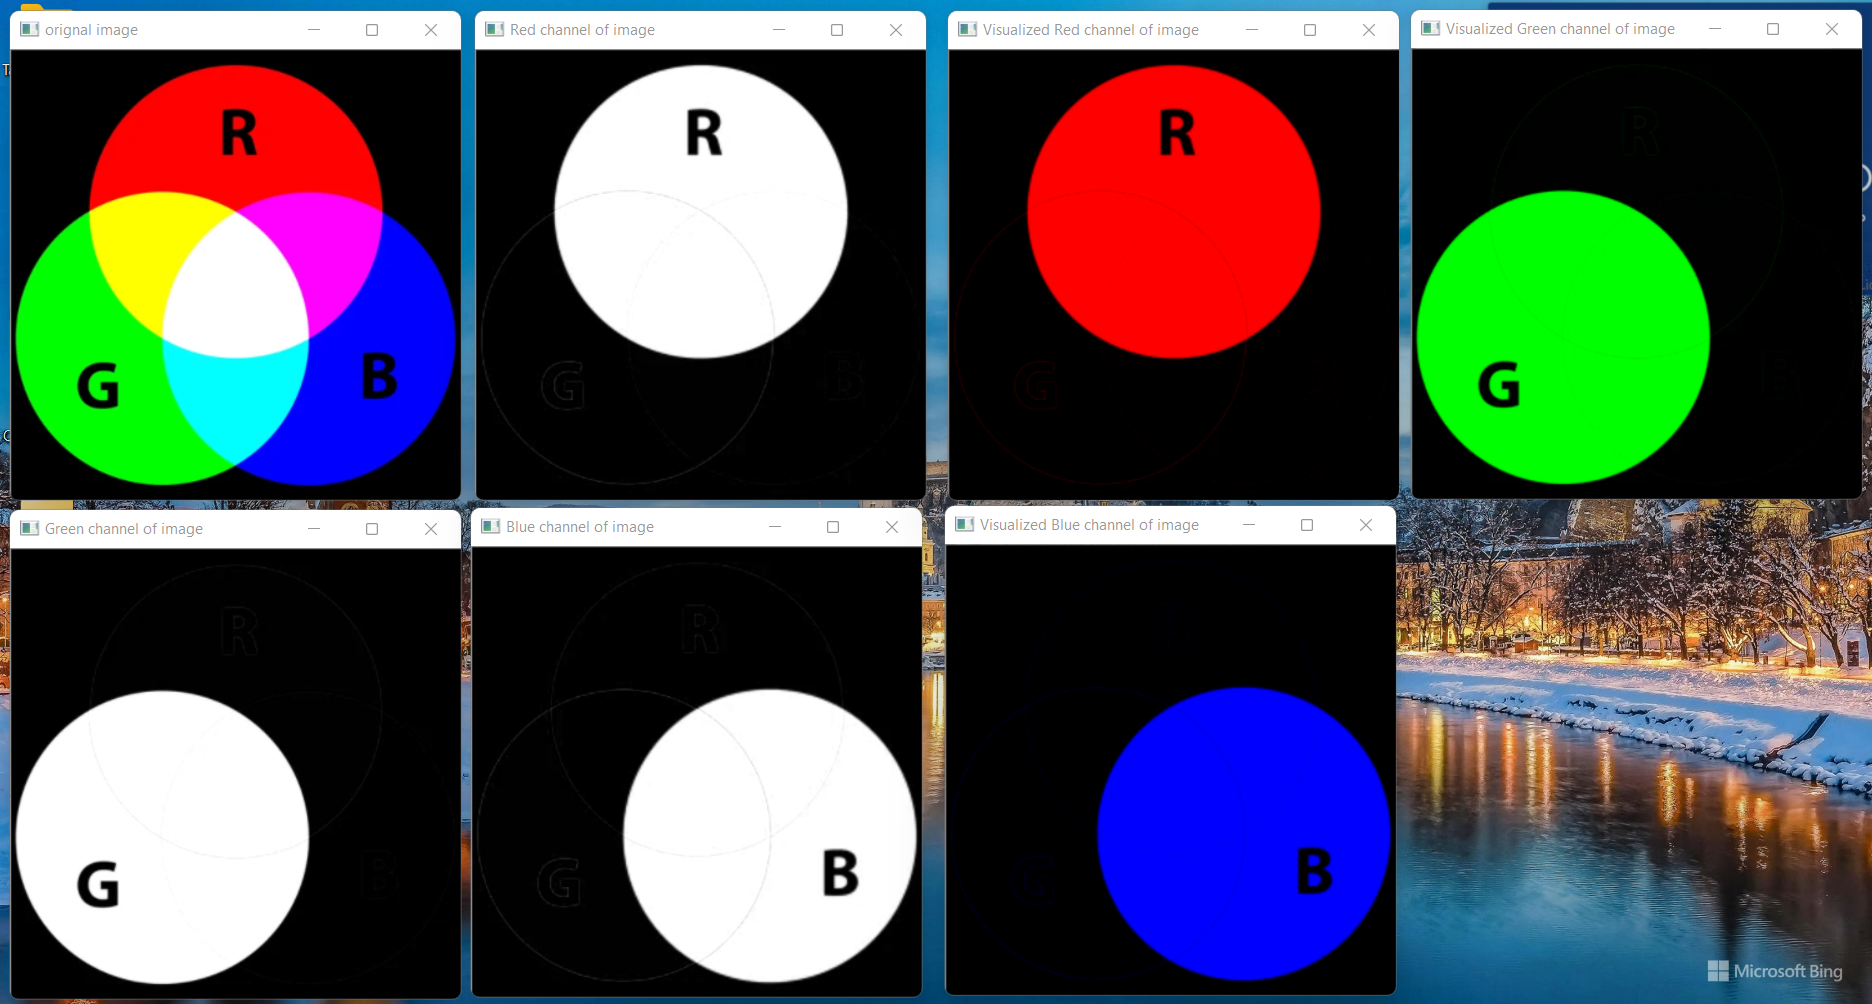 orignal image
Red channel of image
Visualized Red channel of image
Visualized Green channel of image
R
G
B
R
G
B
R
G
R
G
B
Green channel of image
Blue channel of image
Visualized Blue channel of image
R
G
B
R
G
B
G
B
Microsoft Bing